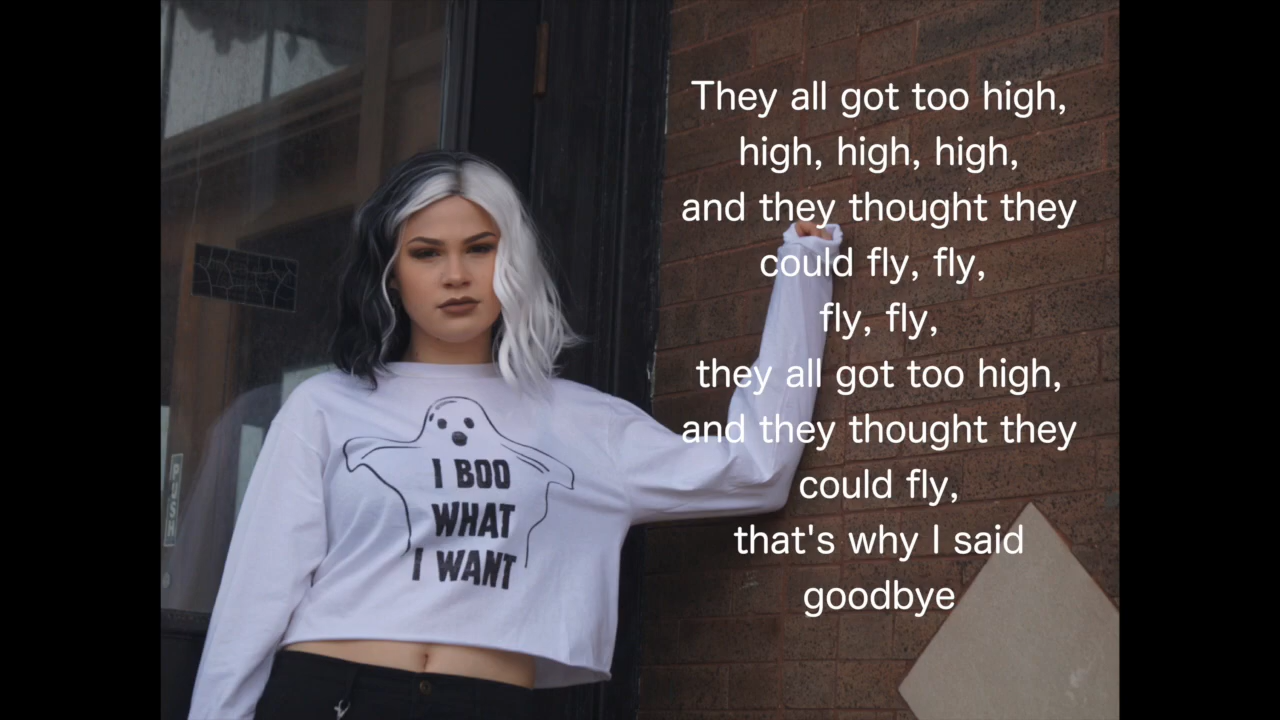 They all got too high,
high, high, high,
and they thought they
could fly, fly,
fly, fly,
they all got too high,
and they thought they
could fly,
that's why I said
goodbye
I BOO
WHAT
I WANT
PUSH